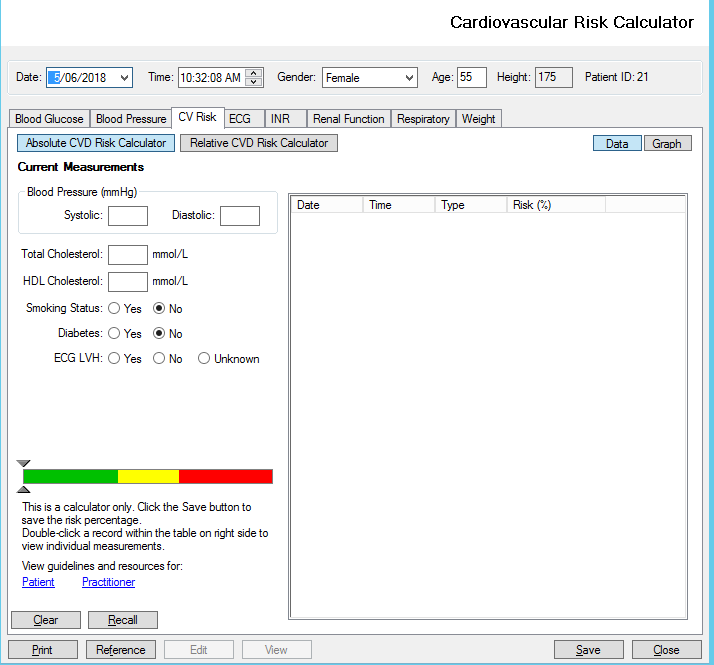 Cardiovascular Risk Calculator
Date: 5/06/2018 Time: 10:32:08 AM Gender: Female Age: 55 Height: 175 Patient ID: 21
Blood Glucose Blood Pressure CV Risk ECG INR Renal Function Respiratory Weight
Absolute CVD Risk Calculator Relative CVD Risk Calculator Data Graph
Current Measurements
Blood Pressure (mmHg)
Systolic: Diastolic:
Date Time Type Risk (%)
Total Cholesterol: mmol/L
HDL Cholesterol: mmol/L
Smoking Status: Yes No
Diabetes: Yes No
ECG LVH: Yes No Unknown
This is a calculator only. Click the Save button to
save the risk percentage.
Double-click a record within the table on right side to
view individual measurements.
View guidelines and resources for:
Patient Practitioner
Clear Recall
Print Reference Edit View Save Close